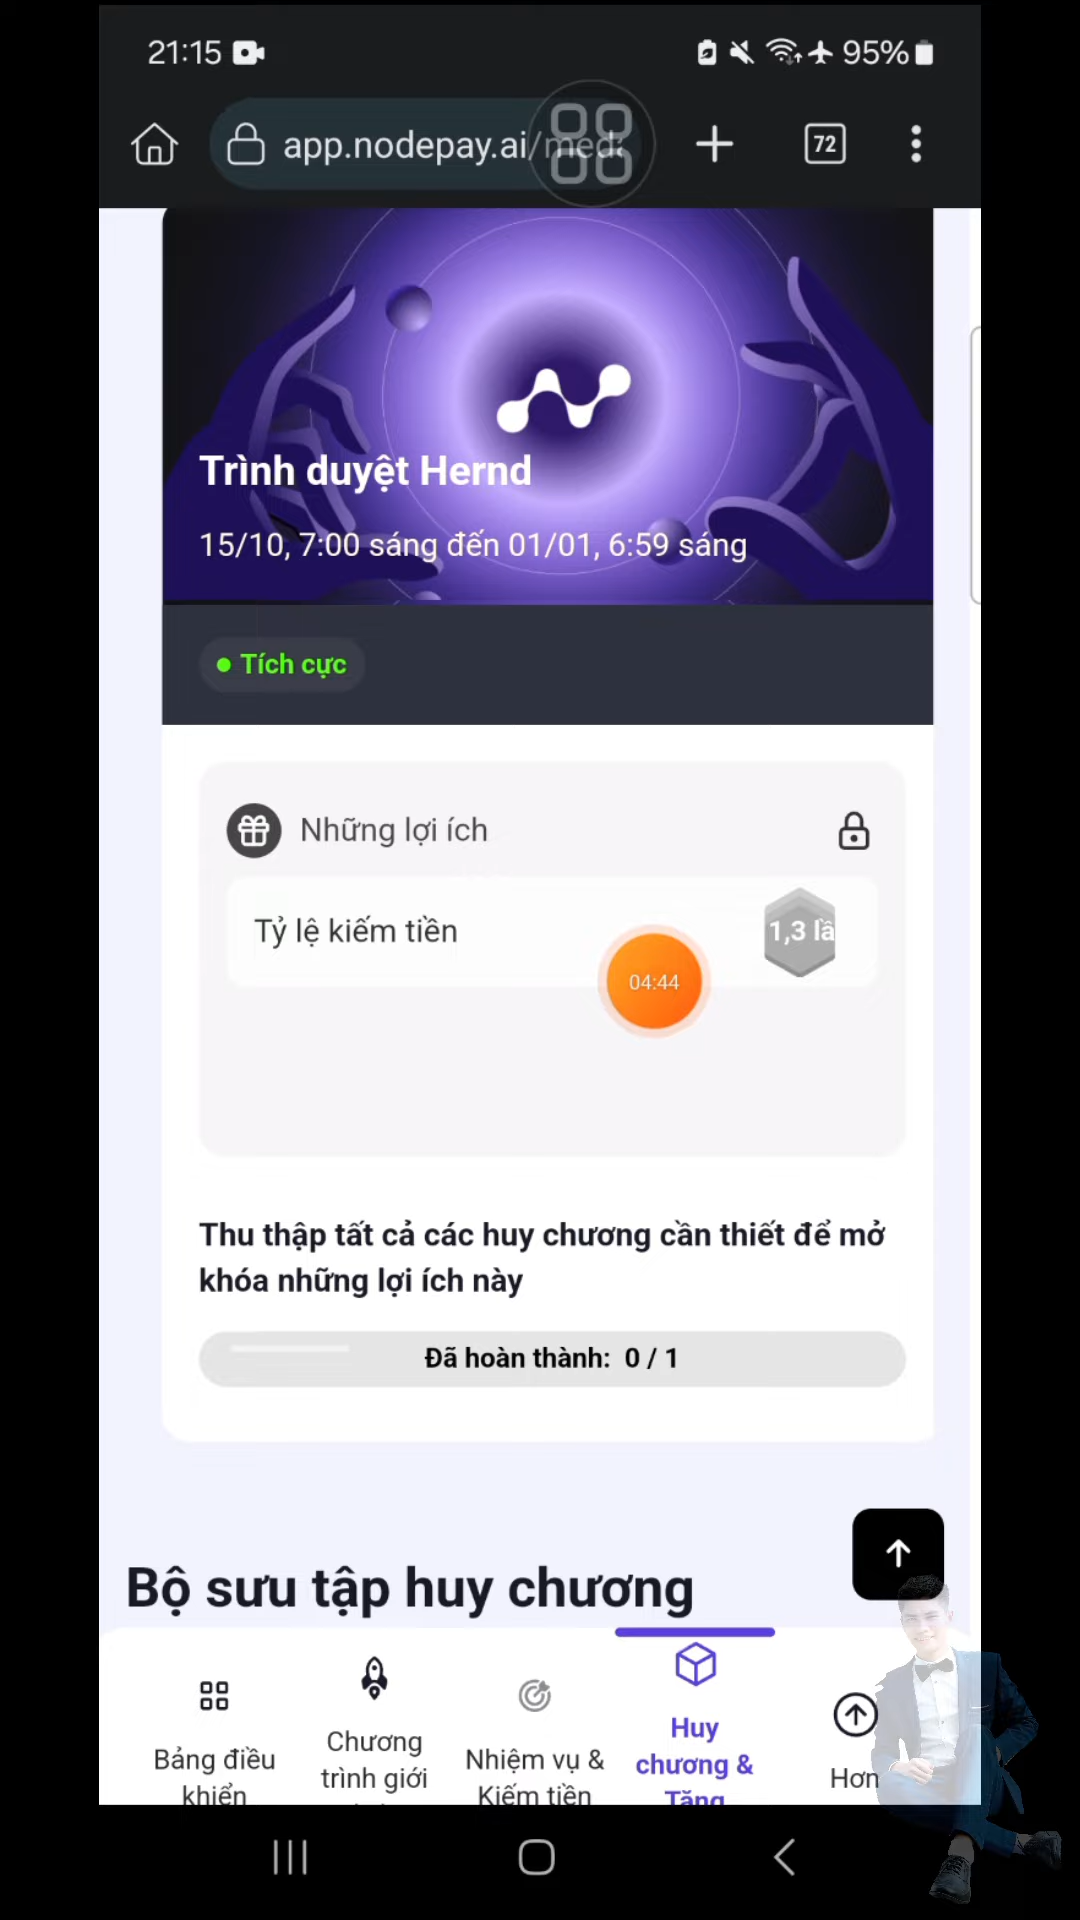 21:15
95%
app.nodepay.ai/med
72
Trình duyệt Hernd
15/10, 7:00 sáng đến 01/01, 6:59 sáng
Tích cực
Những lợi ích
Tỷ lệ kiếm tiền
1,3 lầ
04:44
Thu thập tất cả các huy chương cần thiết để mở
khóa những lợi ích này
Đã hoàn thành: 0 / 1
Bộ sưu tập huy chương
Bảng điều
khiển
Chương
trình giới
Nhiệm vụ &
Kiếm tiền
Huy
chương &
Tăng
Hơn